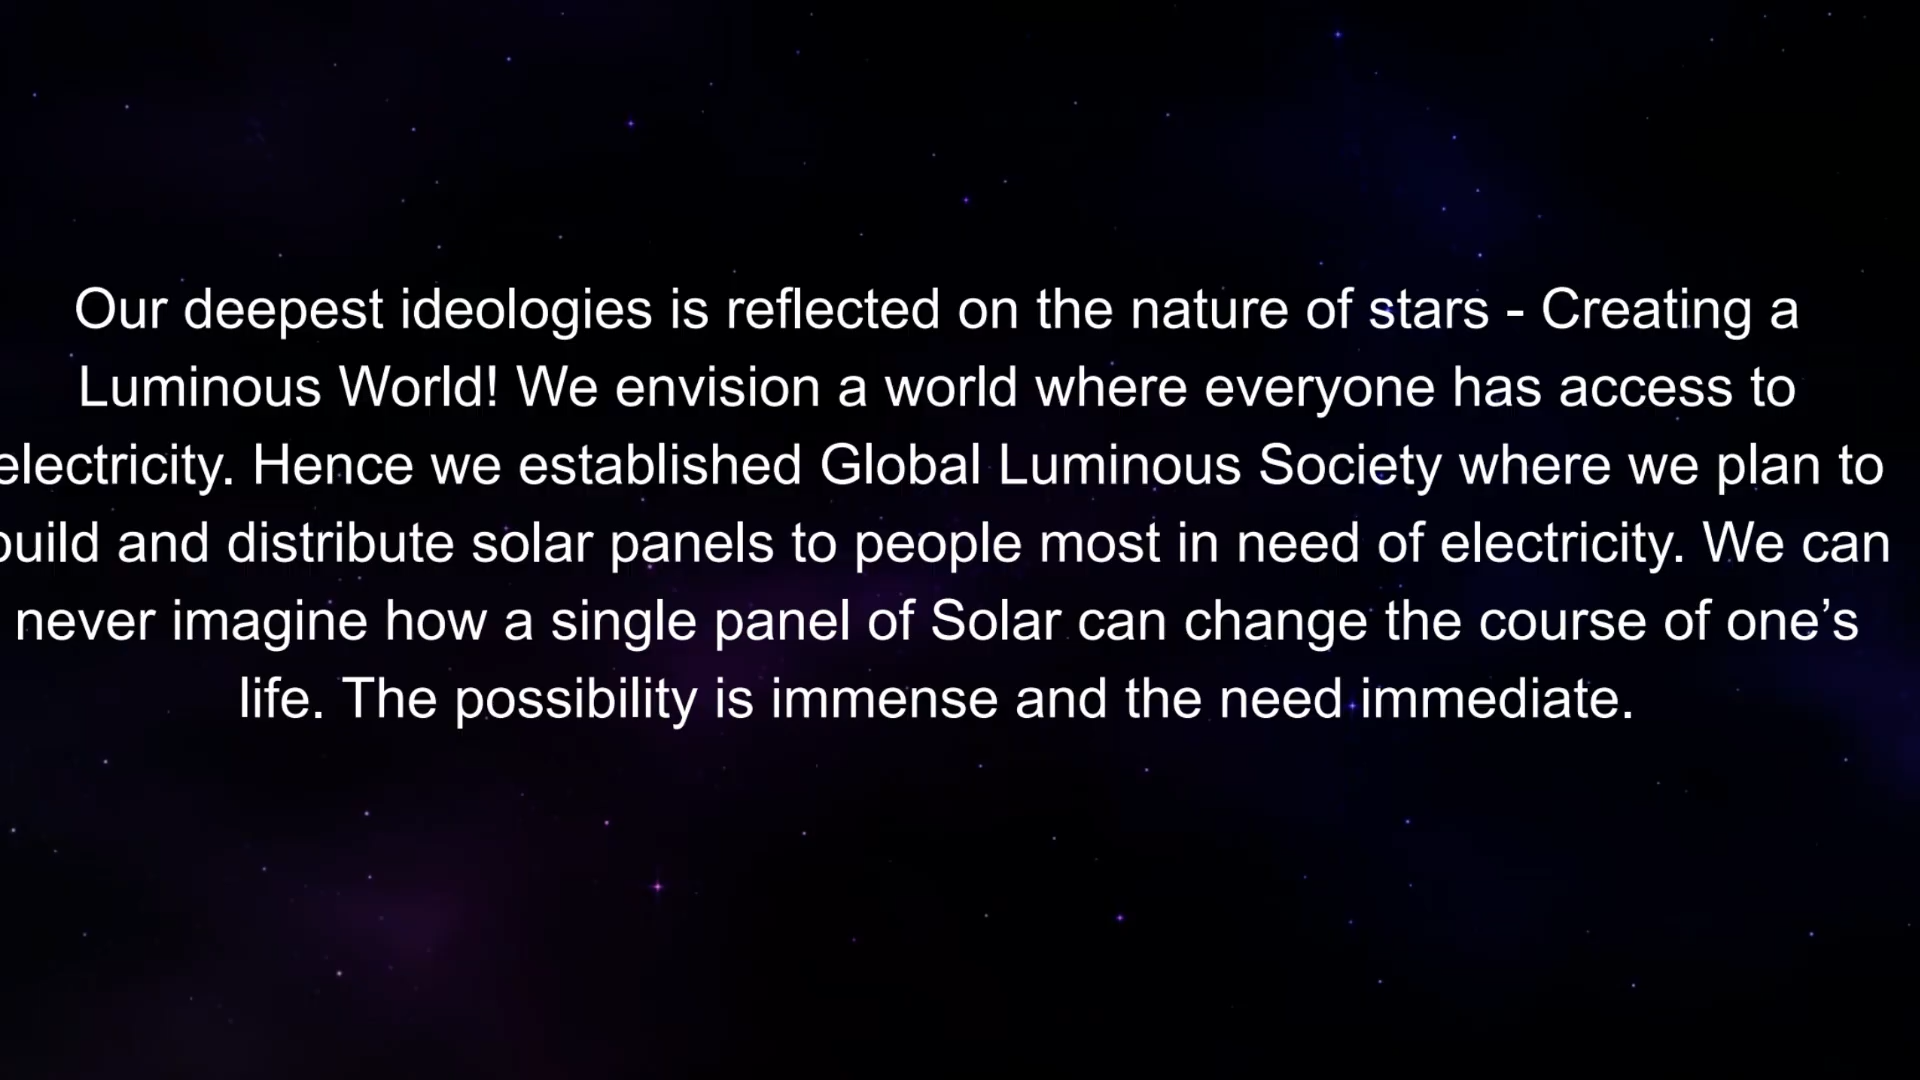 Our deepest ideologies is reflected on the nature of stars - Creating a
Luminous World! We envision a world where everyone has access to
electricity. Hence we established Global Luminous Society where we plan to
build and distribute solar panels to people most in need of electricity. We can
never imagine how a single panel of Solar can change the course of one’s
life. The possibility is immense and the need immediate.